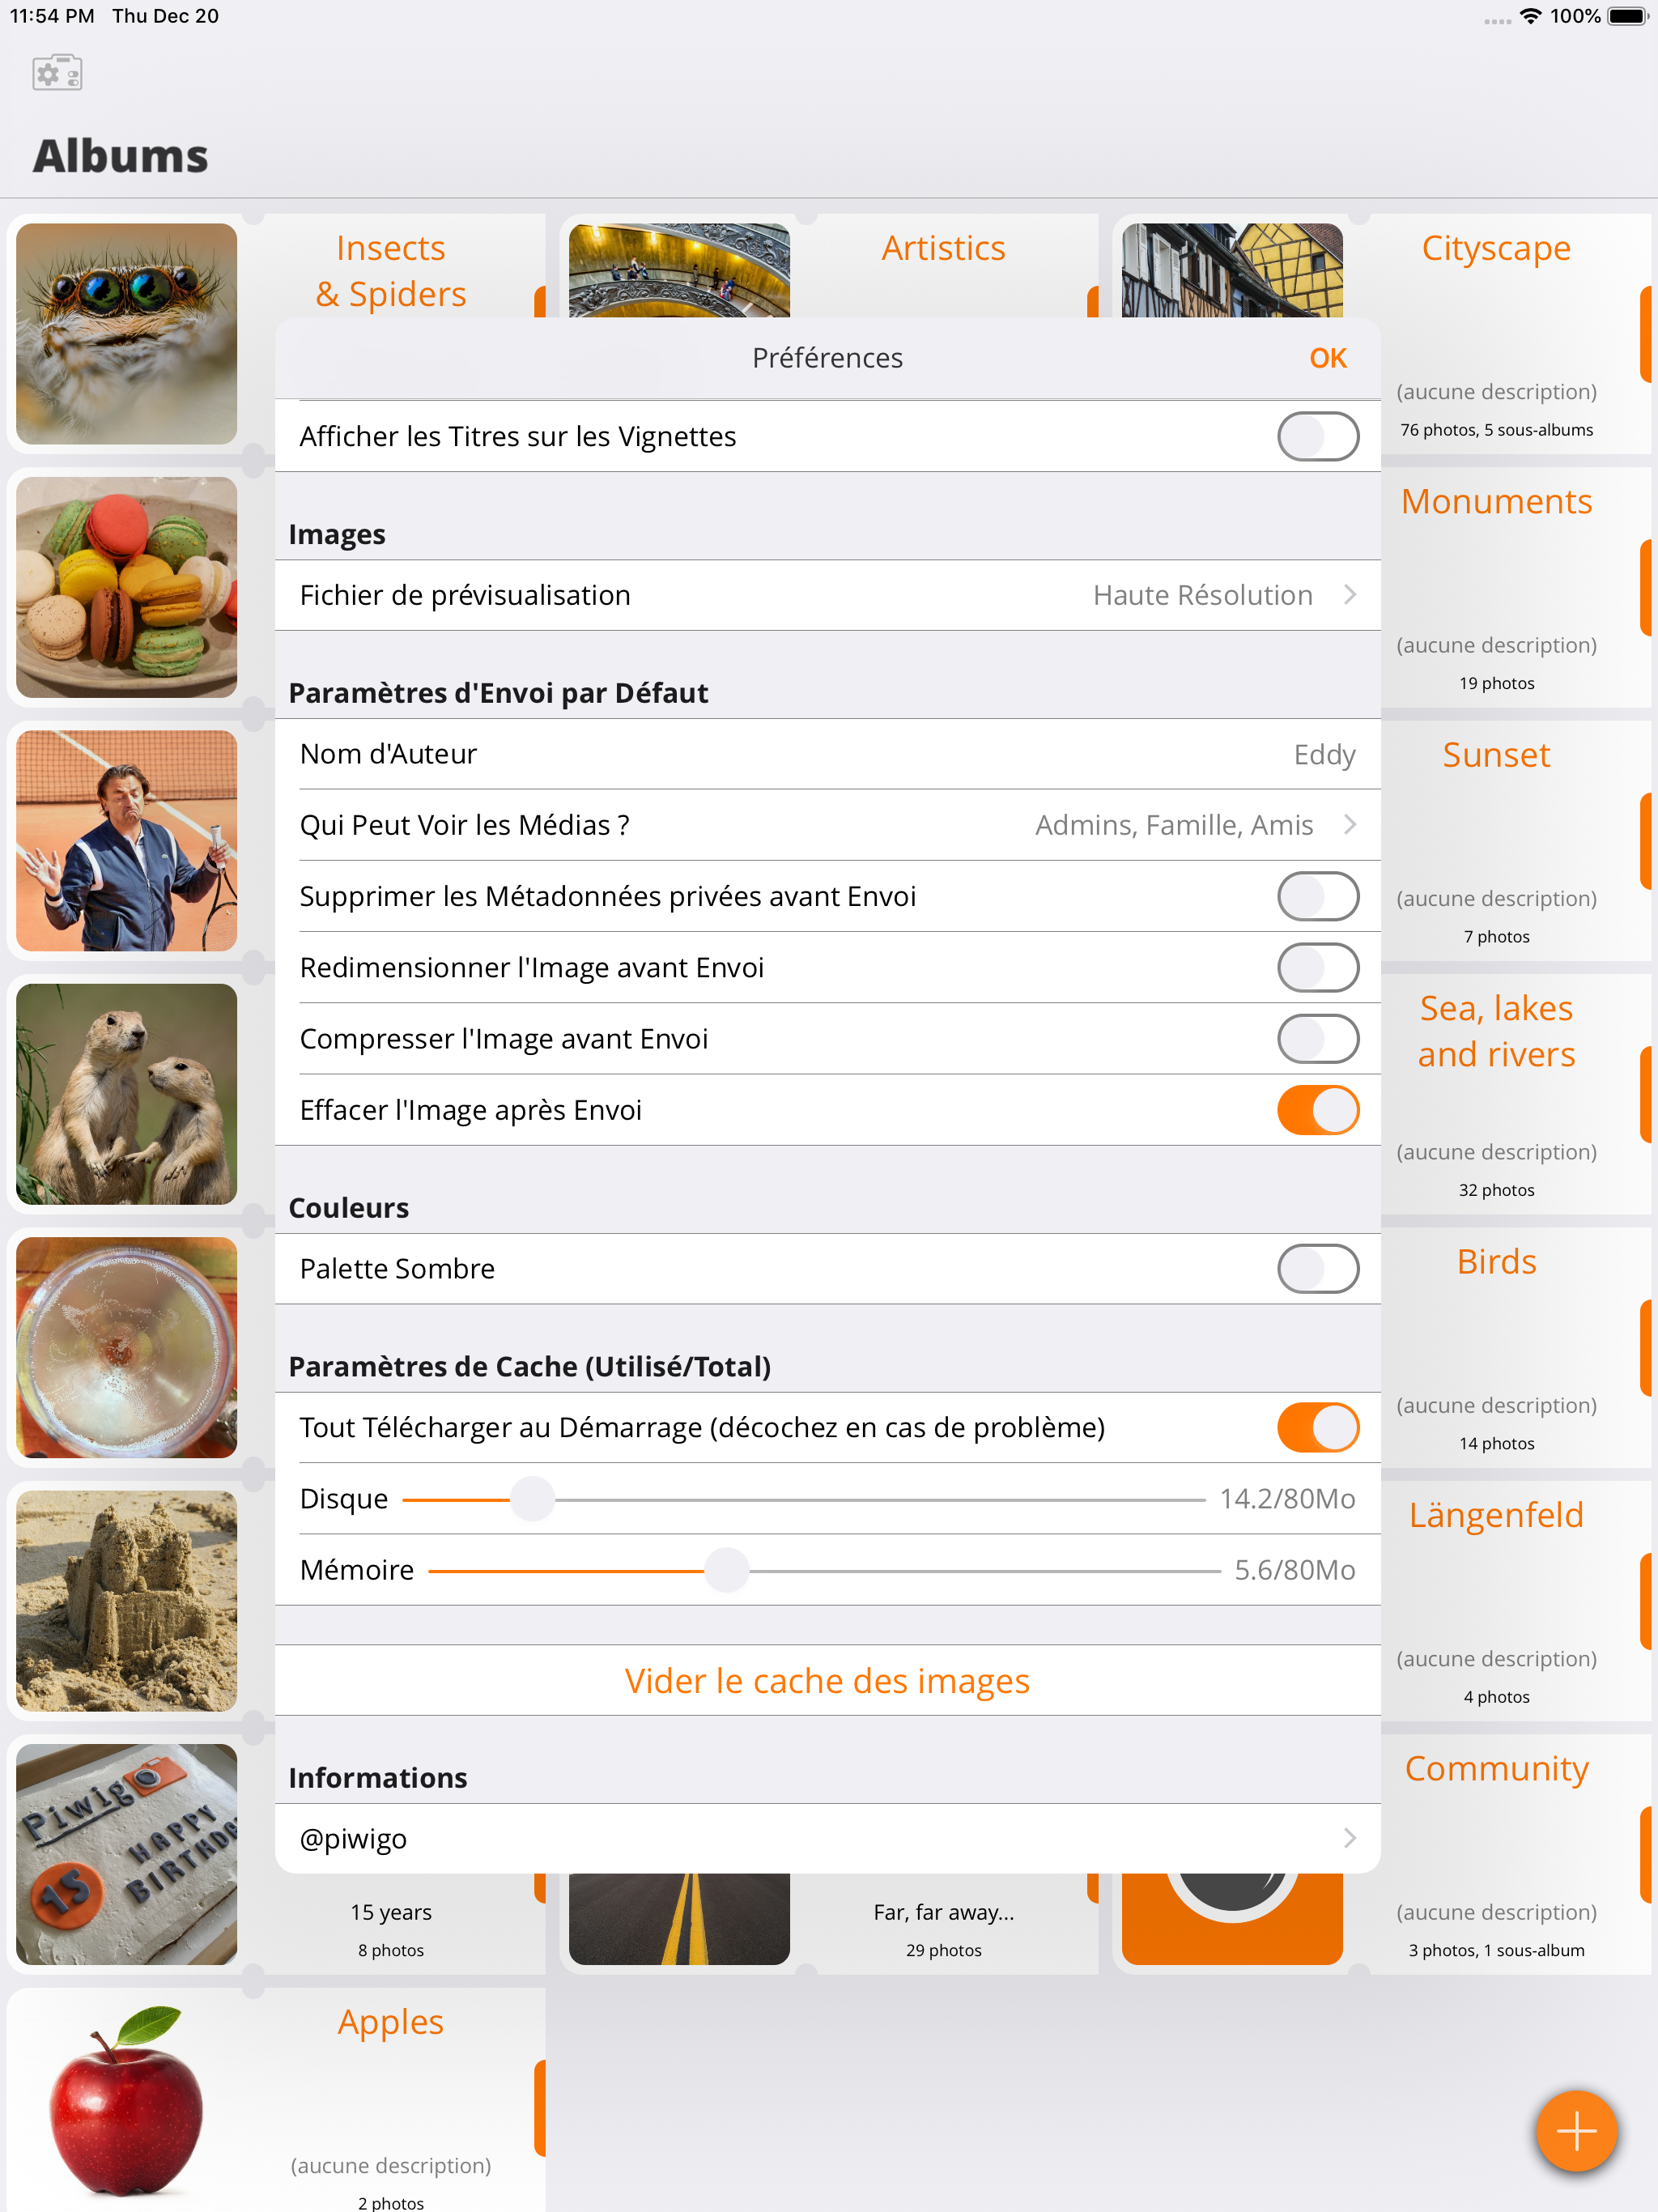 11:54 PM Thu Dec 20
100%
Albums
Insects
& Spiders
Artistics
Cityscape
(aucune description)
76 photos, 5 sous-albums
Préférences
OK
Afficher les Titres sur les Vignettes
Images
Fichier de prévisualisation
Haute Résolution
Paramètres d'Envoi par Défaut
Nom d'Auteur
Eddy
Qui Peut Voir les Médias ?
Admins, Famille, Amis
Supprimer les Métadonnées privées avant Envoi
Redimensionner l'Image avant Envoi
Compresser l'Image avant Envoi
Effacer l'Image après Envoi
Couleurs
Palette Sombre
Paramètres de Cache (Utilisé/Total)
Tout Télécharger au Démarrage (décochez en cas de problème)
Disque
14.2/80Mo
Mémoire
5.6/80Mo
Vider le cache des images
Informations
@piwigo
Monuments
(aucune description)
19 photos
Sunset
(aucune description)
7 photos
Sea, lakes
and rivers
(aucune description)
32 photos
Birds
(aucune description)
14 photos
Längenfeld
(aucune description)
4 photos
Community
(aucune description)
3 photos, 1 sous-album
Piwigo
HAPPY
BIRTHDA
15
15 years
8 photos
Far, far away...
29 photos
Apples
(aucune description)
2 photos